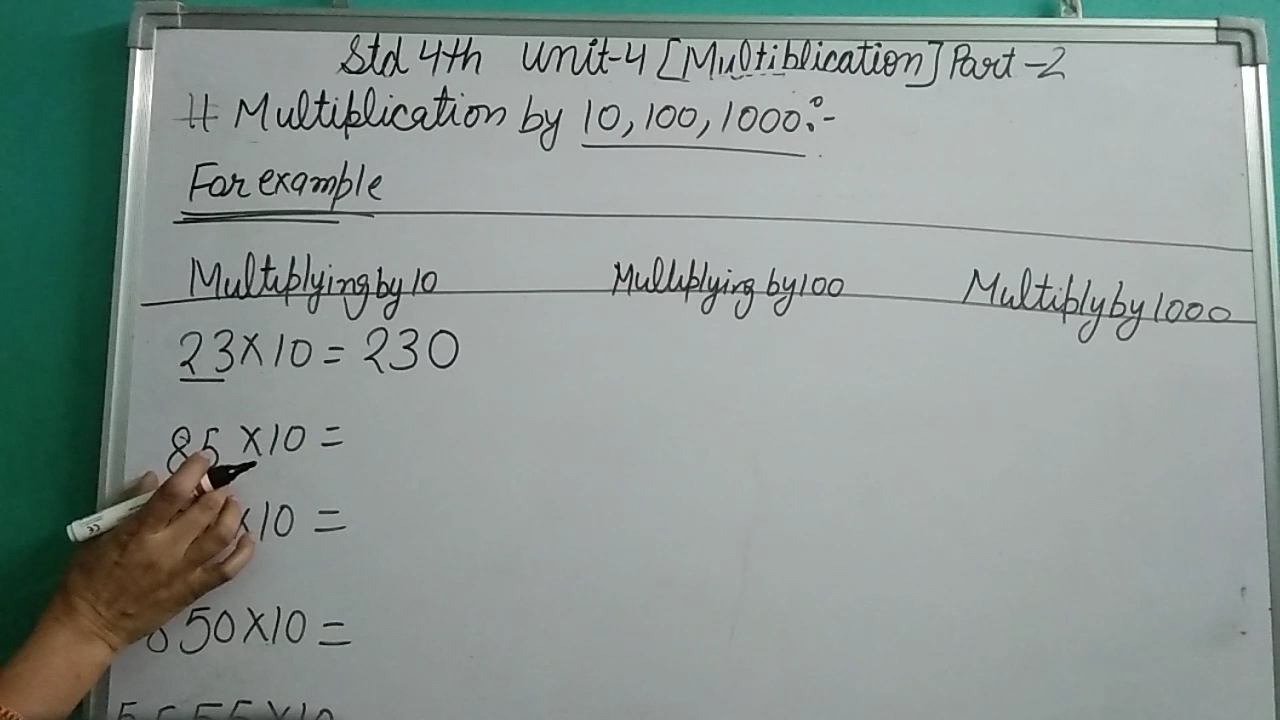 Std 4th Unit-4 [Multiblication] Part-2
# Multiplication by 10,100,1000:-
For example
Multiplying by 10 Multiplying by 100 Multiply by 1000
23×10=230
85×10=
×10=
50×10=
×10